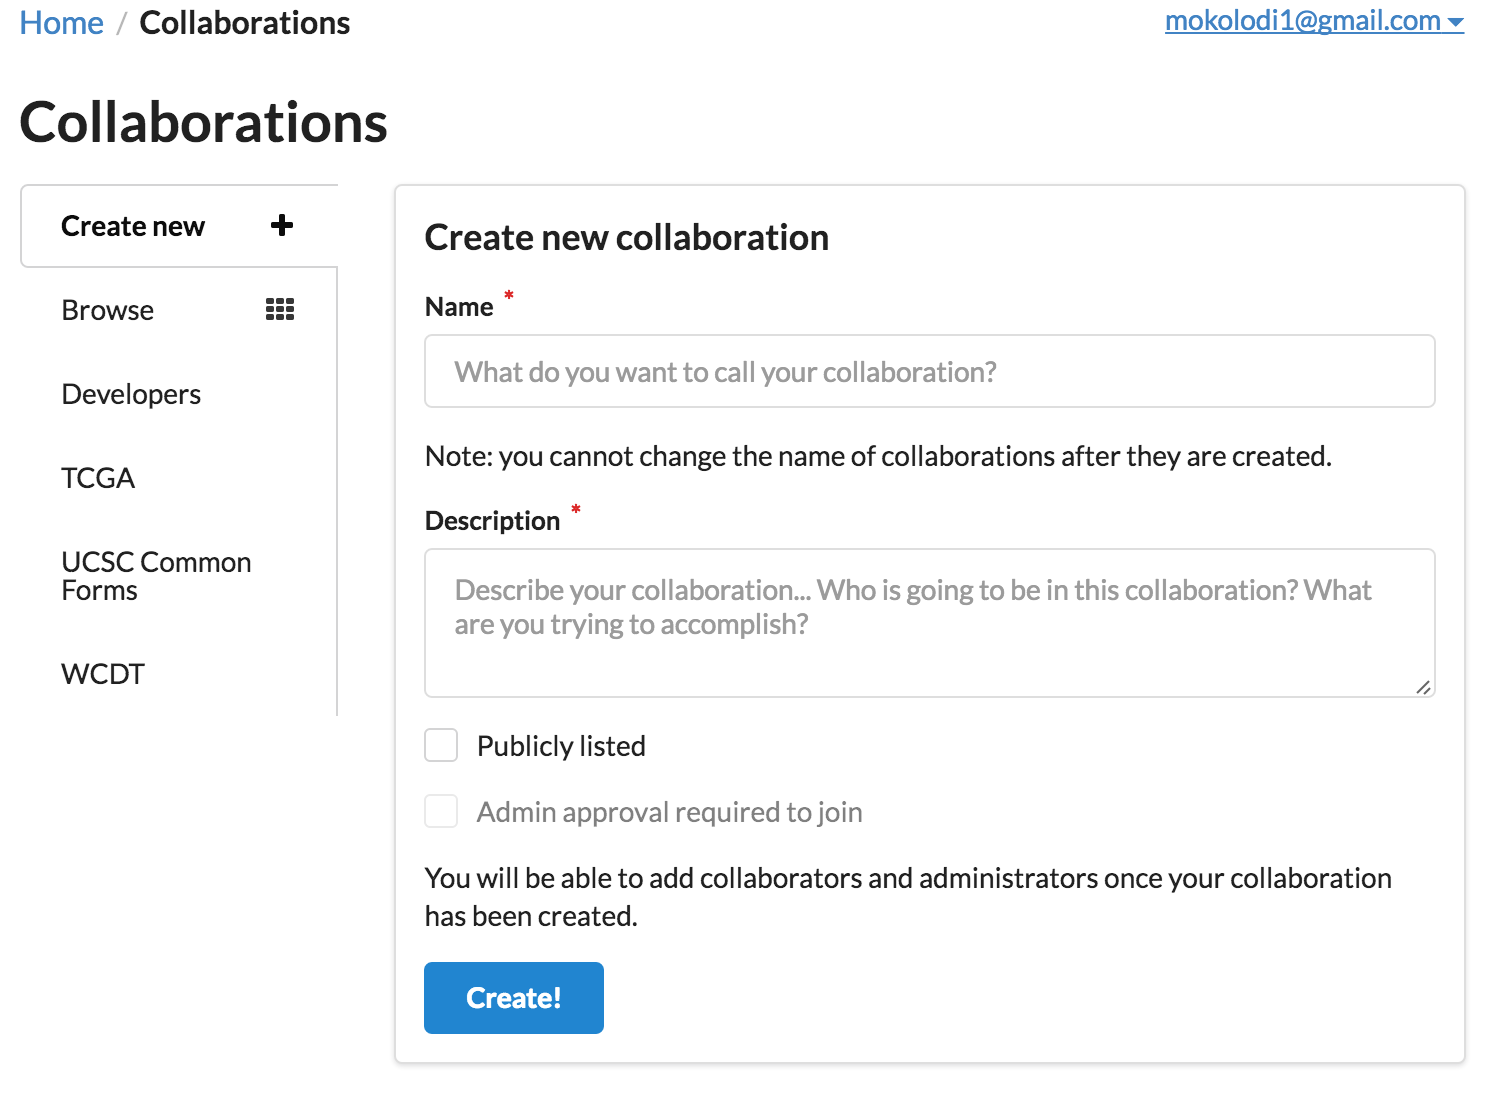 Home / Collaborations
mokolodi1@gmail.com
Collaborations
Create new
Browse
Developers
TCGA
UCSC Common
Forms
WCDT
Create new collaboration
Name *
What do you want to call your collaboration?
Note: you cannot change the name of collaborations after they are created.
Description *
Describe your collaboration... Who is going to be in this collaboration? What
are you trying to accomplish?
Publicly listed
Admin approval required to join
You will be able to add collaborators and administrators once your collaboration
has been created.
Create!